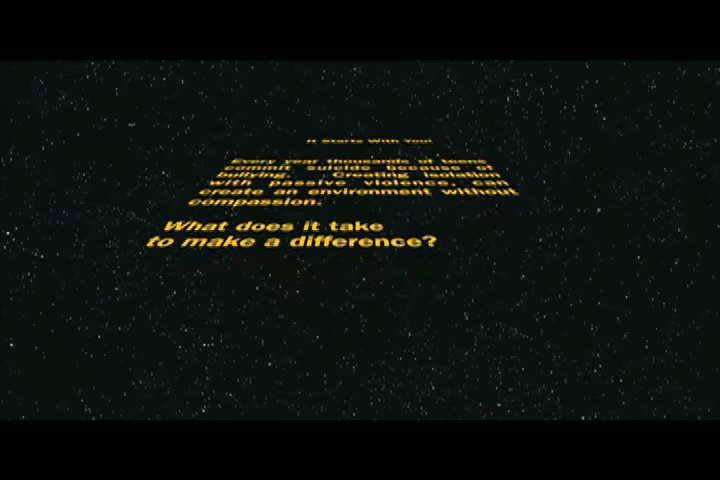 It Starts With You!
Every year thousands of teens
commit suicide because of
bullying. Creating isolation
with passive violence, can
create an environment without
compassion.
What does it take
to make a difference?